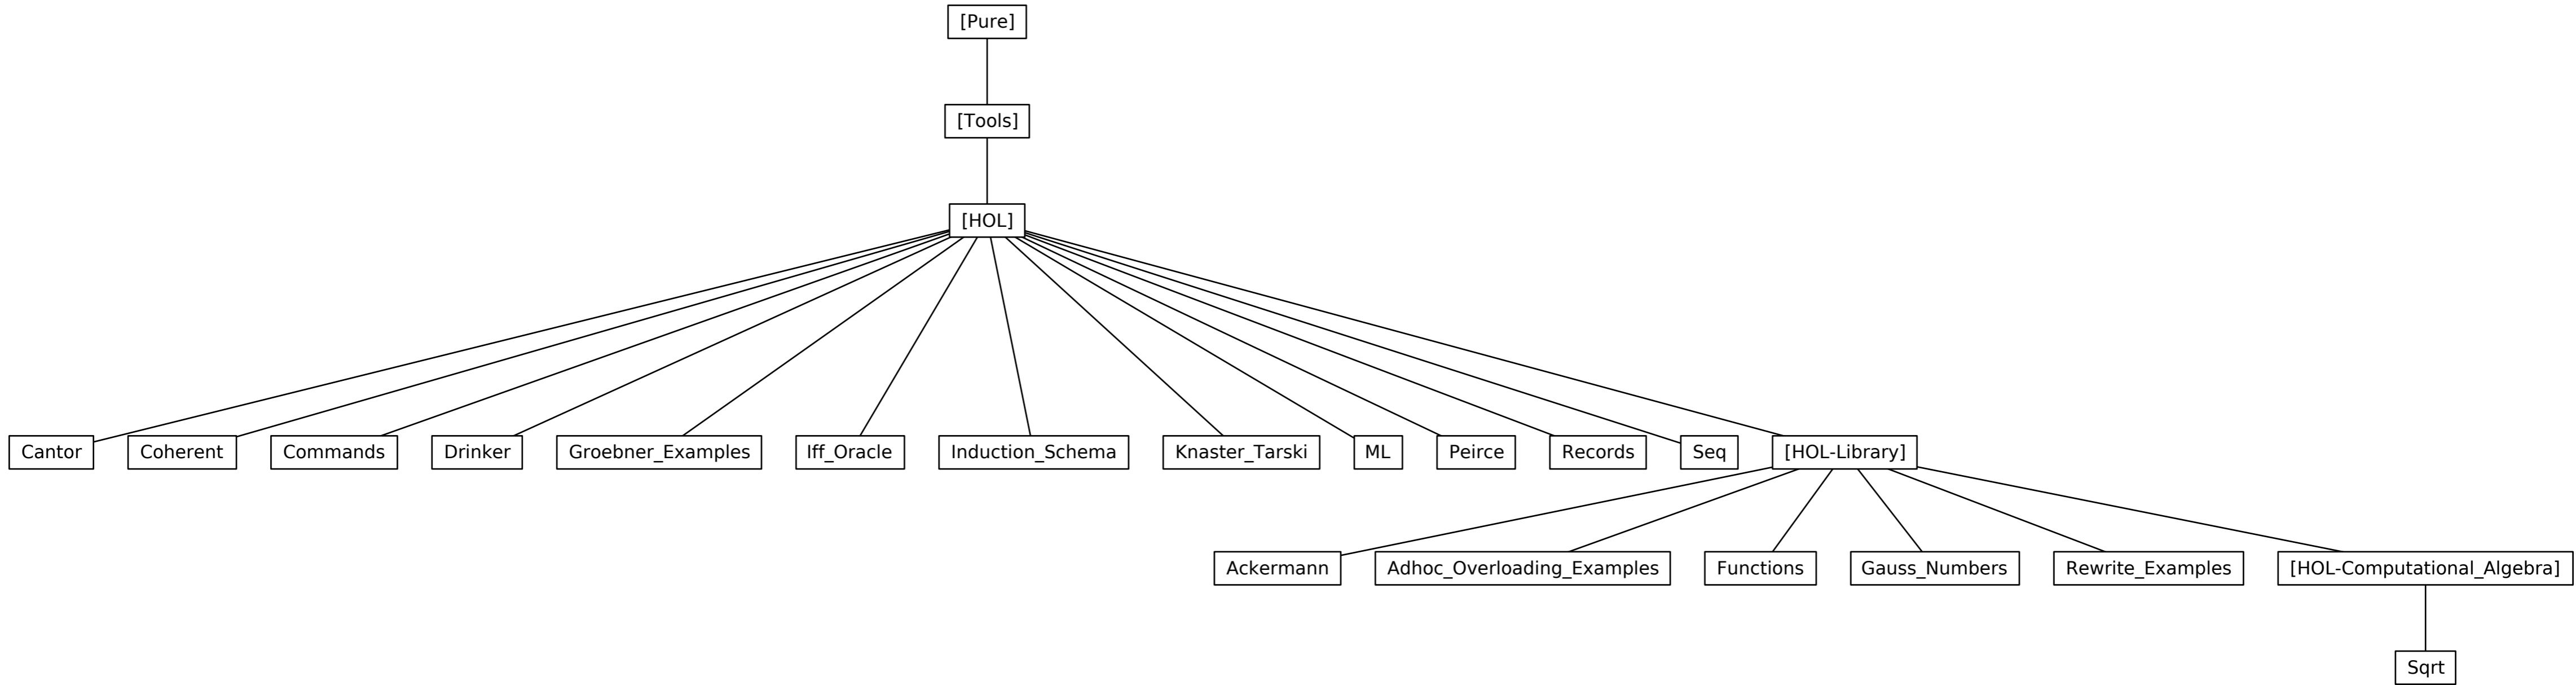 [Pure]
[Tools]
[HOL]
Cantor
Coherent
Commands
Drinker
Groebner_Examples
Iff_Oracle
Induction_Schema
Knaster_Tarski
ML
Peirce
Records
Seq
[HOL-Library]
Ackermann
Adhoc_Overloading_Examples
Functions
Gauss_Numbers
Rewrite_Examples
[HOL-Computational_Algebra]
Sqrt